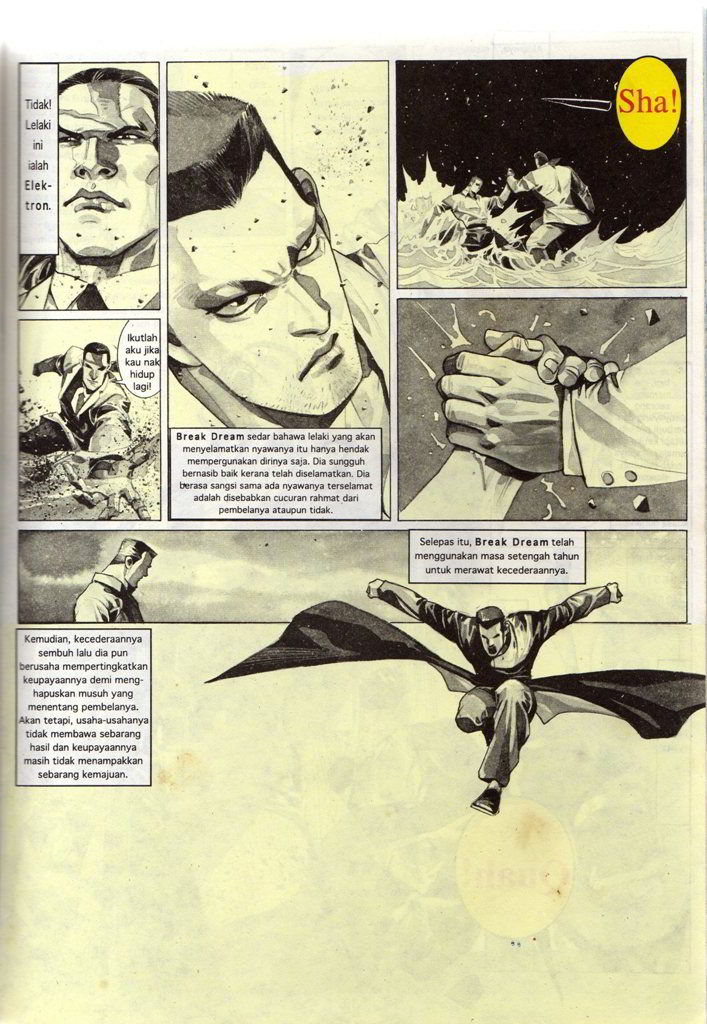 Tidak!
Lelaki
ini
ialah
Elek-
tron.
Sha!
Ikutlah
aku jika
kau nak
hidup
lagi!
Break Dream sedar bahawa lelaki yang akan
menyelamatkan nyawanya itu hanya hendak
mempergunakan dirinya saja. Dia sungguh
bernasib baik kerana telah diselamatkan. Dia
berasa sangsi sama ada nyawanya terselamat
adalah disebabkan cucuran rahmat dari
pembelanya ataupun tidak.
Selepas itu, Break Dream telah
menggunakan masa setengah tahun
untuk merawat kecederaannya.
Kemudian, kecederaannya
sembuh lalu dia pun
berusaha mempertingkatkan
keupayaannya demi meng-
hapuskan musuh yang
menentang pembelanya.
Akan tetapi, usaha-usahanya
tidak membawa sebarang
hasil dan keupayaannya
masih tidak menampakkan
sebarang kemajuan.